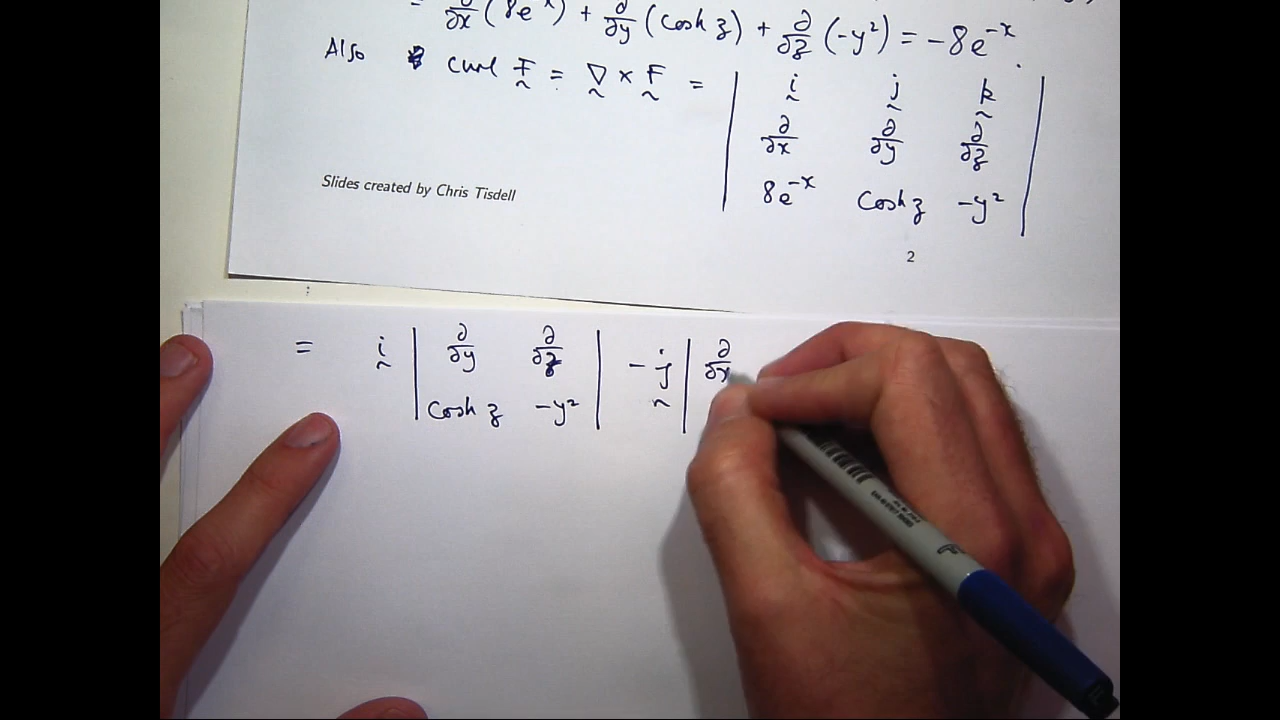 = ∂/∂x (8e^-x) + ∂/∂y (cosh z) + ∂/∂z (-y²) = -8e^-x.
Also curl F = ∇ × F = | i j k |
| ∂/∂x ∂/∂y ∂/∂z |
| 8e^-x cosh z -y² |
Slides created by Chris Tisdell
2
= i | ∂/∂y ∂/∂z | - j | ∂/∂x
| cosh z -y² |